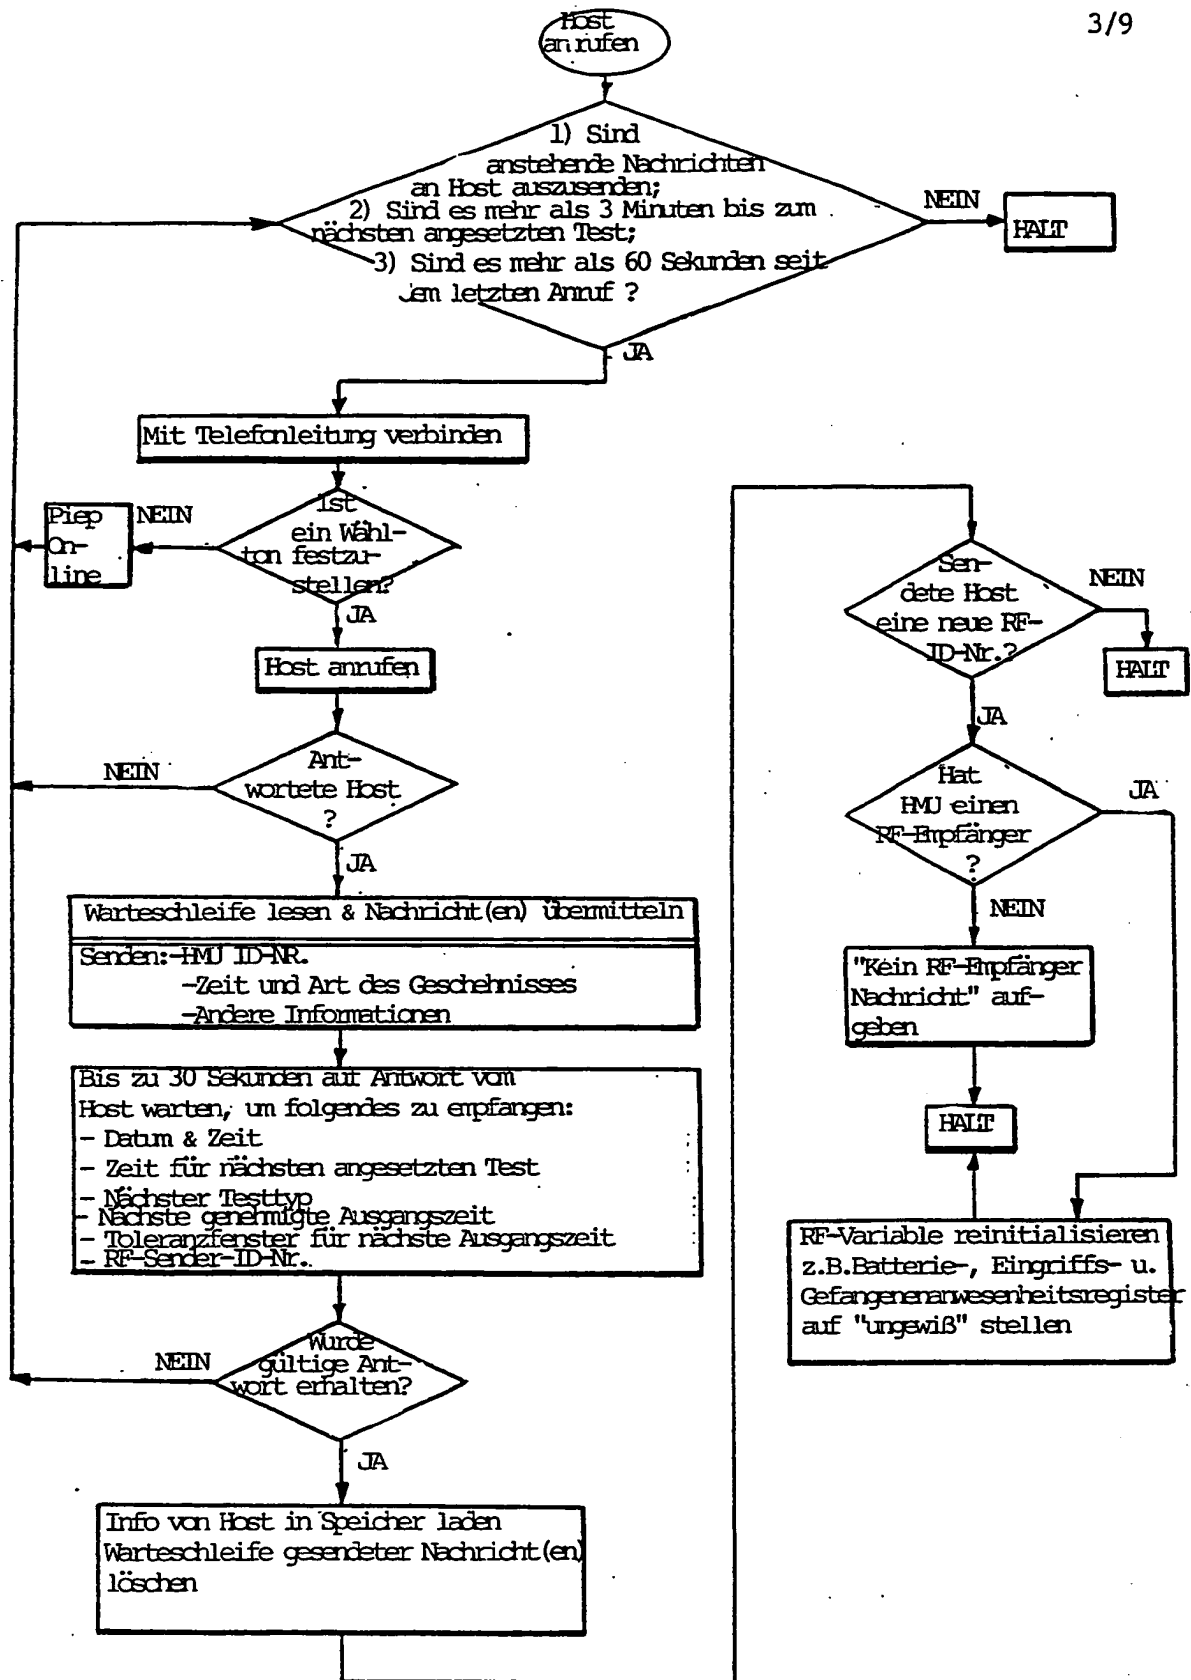 3/9
Host
anrufen
1) Sind
anstehende Nachrichten
an Host auszusenden;
2) Sind es mehr als 3 Minuten bis zum
nächsten angesetzten Test;
3) Sind es mehr als 60 Sekunden seit
dem letzten Anruf ?
NEIN
HALT
JA
Mit Telefonleitung verbinden
Ist
ein Wähl-
ton festzu-
stellen?
NEIN
Piep
On-
line
JA
Host anrufen
Ant-
wortete Host
?
NEIN
JA
Warteschleife lesen & Nachricht(en) übermitteln
Senden:-HMU ID-NR.
-Zeit und Art des Geschehnisses
-Andere Informationen
Bis zu 30 Sekunden auf Antwort vom
Host warten, um folgendes zu empfangen:
- Datum & Zeit
- Zeit für nächsten angesetzten Test
- Nächster Testtyp
- Nächste genehmigte Ausgangszeit
- Toleranzfenster für nächste Ausgangszeit
- RF-Sender-ID-Nr.
Wurde
gültige Ant-
wort erhalten?
NEIN
JA
Info von Host in Speicher laden
Warteschleife gesendeter Nachricht(en)
löschen
Sen-
dete Host
eine neue RF-
ID-Nr.?
NEIN
HALT
JA
Hat
HMU einen
RF-Empfänger
?
JA
NEIN
"Kein RF-Empfänger
Nachricht" auf-
geben
HALT
RF-Variable reinitialisieren
z.B.Batterie-, Eingriffs- u.
Gefangenenanwesenheitsregister
auf "ungewiß" stellen